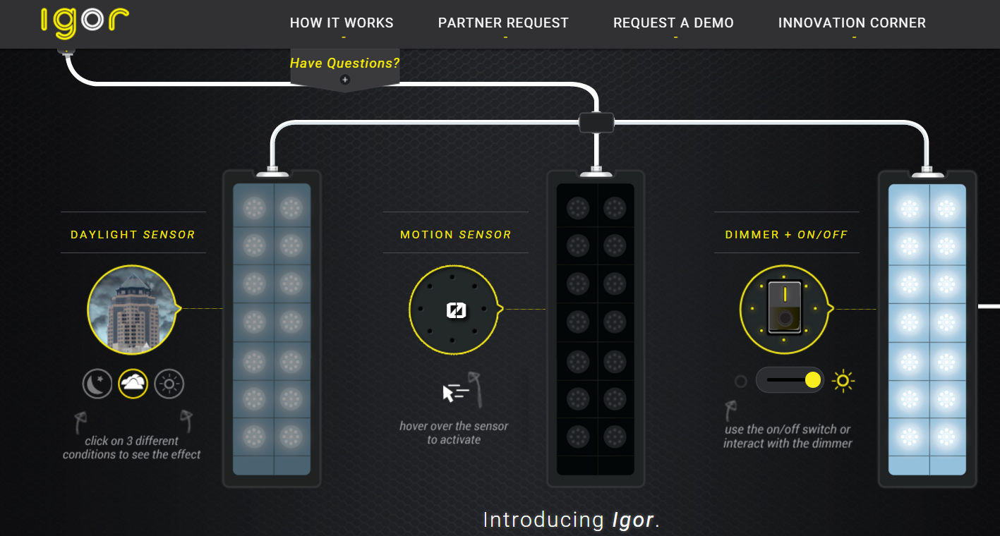 Igor
HOW IT WORKS
PARTNER REQUEST
REQUEST A DEMO
INNOVATION CORNER
Have Questions?
DAYLIGHT SENSOR
click on 3 different
conditions to see the effect
MOTION SENSOR
hover over the sensor
to activate
DIMMER + ON/OFF
use the on/off switch or
interact with the dimmer
Introducing Igor.